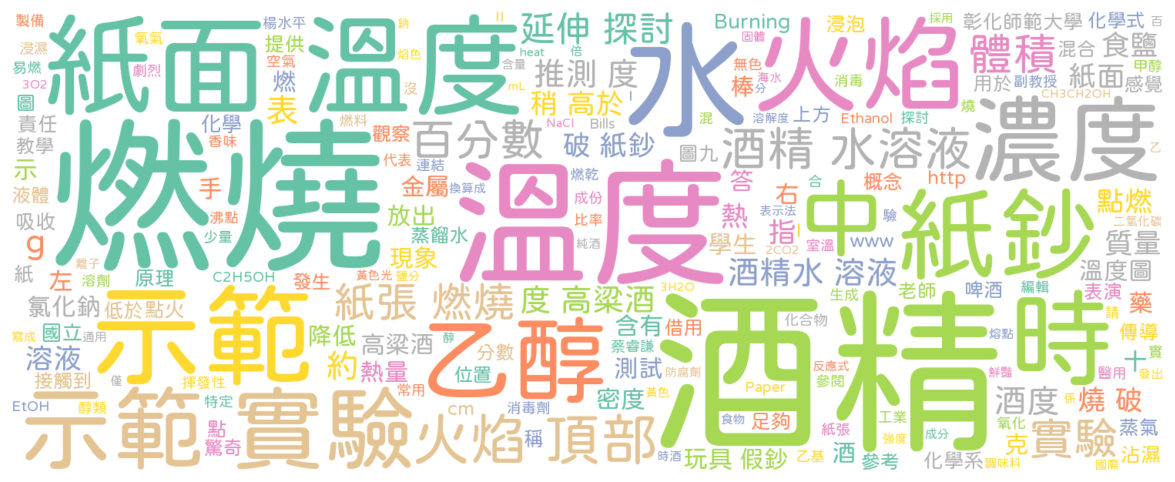 製備 楊水平 鈉 II 延伸 探討 Burning 固體 浸泡 採用 彰化師範大學 化學式 百
浸濕 氧氣 提供 焰色 heat 倍 無色 海水 分 消毒 混合 食鹽
紙面 溫度 水 火焰 體積 甲醇
易燃 劇烈 空氣 沒 含量 推測 度 棒 用於 副教授 紙面 感覺
3O2 燃 mL CH3CH2OH
圖 表 燃料 稍 高於 I 混 溶解度 上方 Ethanol 探討 燒
責任 化學 觀察 百分數 NaCl Bills 破 紙鈔 圖九 酒精 水溶液 濃度
教學 香味 代表 連結 燃乾 答 http 乙
示 手 金屬 換算成 成份 合 右 概念 點燃
液體 沸點 放出 蒸餾水 比率 熱 表示法 驗 二氧化碳
燃燒 溫度 指 中 紙鈔
吸收 少量 純酒 學生 2CO2 室溫 www 質量
g 離子 現象
紙 左 溶劑 原理 C2H5OH 發生 黃色光 鹽分 3H2O 酒精水 溶液 生成 老師 啤酒 編輯 溫度圖
氯化鈉 低於點火 紙張 燃燒 度 高梁酒 表演 藥
寫成 國立 通用 示範 降低 醇 含有 借用 化合物 熔點 請 傳導
溶液 高粱酒 分數 蔡睿謙 乙醇 酒精 時 十 實
接觸到 僅 揮發性 約 熱量 位置 測試 防腐劑 反應式 鮮豔 醫用 發出
EtOH 醇類 特定 常用 消毒劑 密度 黃色 Paper 參閱 酒度 係 燒 破
點 cm 稱 食物 足夠 紙張 工業 氧化 克 蒸氣
示範 實驗 火焰 頂部 強度 成分 實驗
驚奇 時酒 玩具 假鈔 乙基 酒 參考 化學系 調味料 國際 沾濕